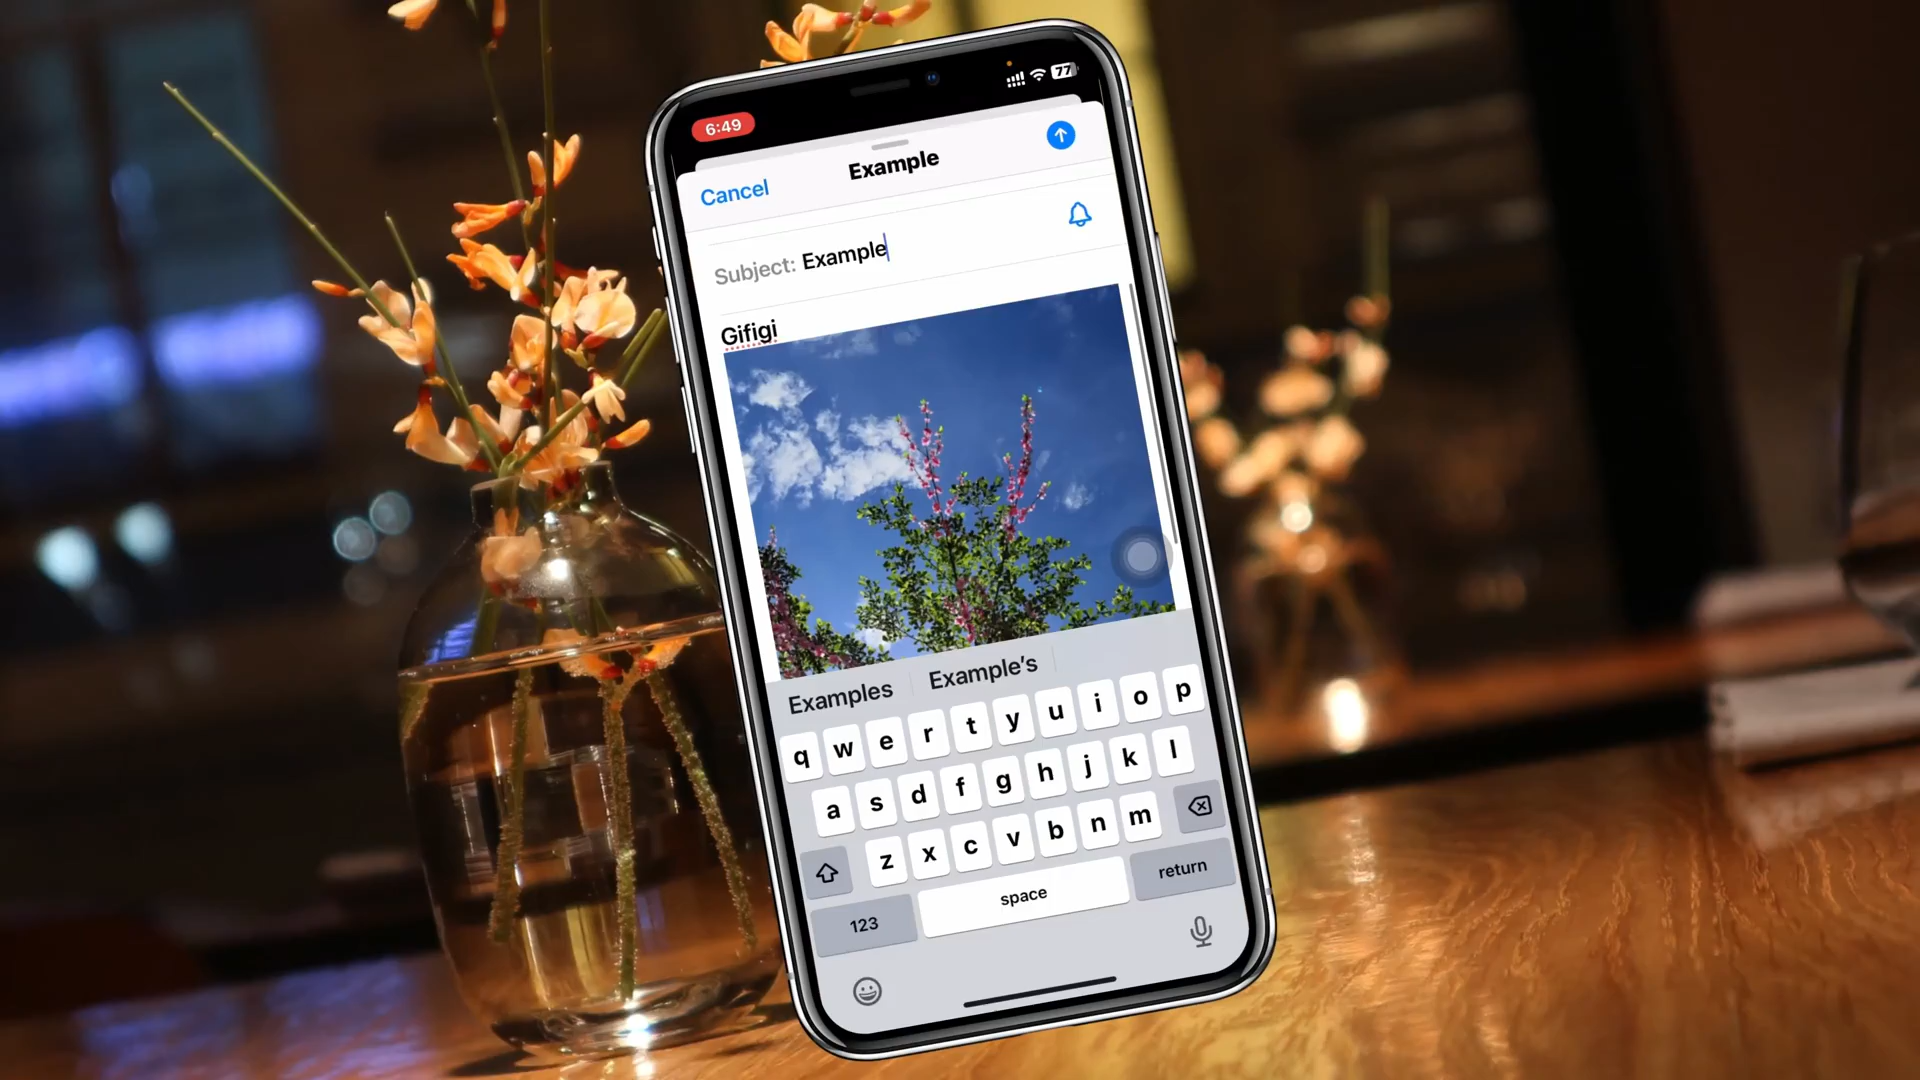 6:49
77
Cancel
Example
Subject: Example
Gifigi
Examples
Example's
q w e r t y u i o p
a s d f g h j k l
z x c v b n m
123
space
return